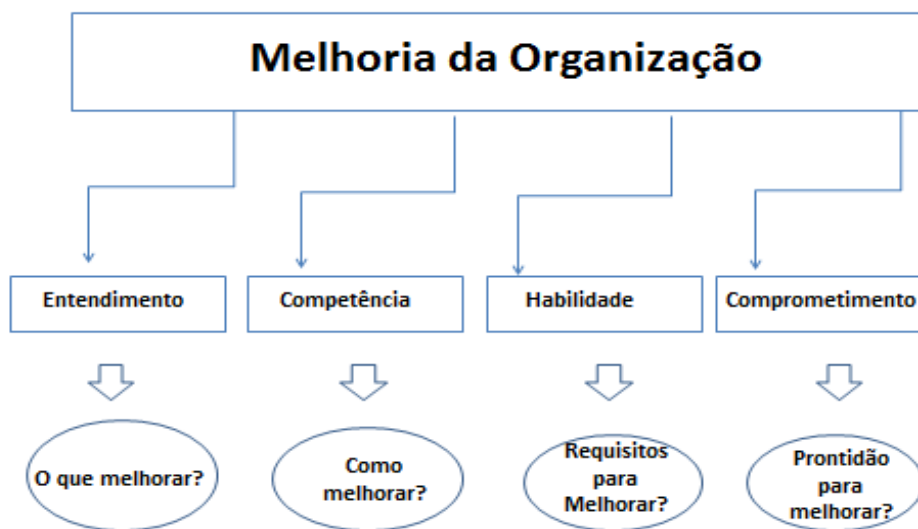 Melhoria da Organização
Entendimento
Competência
Habilidade
Comprometimento
O que melhorar?
Como
melhorar?
Requisitos
para
Melhorar?
Prontidão
para
melhorar?